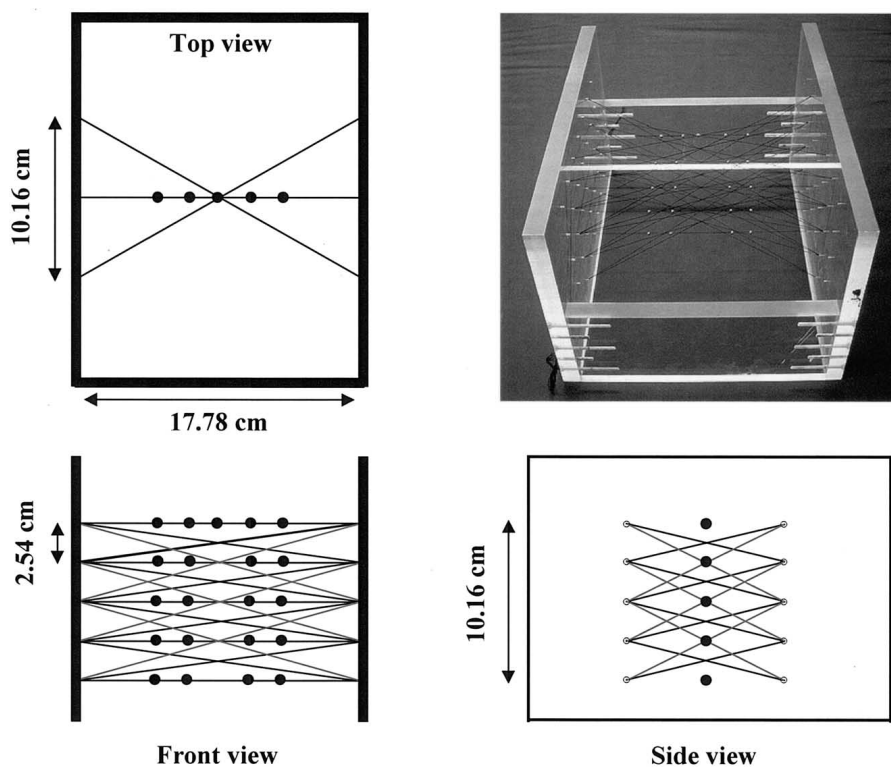 Top view
10.16 cm
17.78 cm
2.54 cm
10.16 cm
Front view
Side view